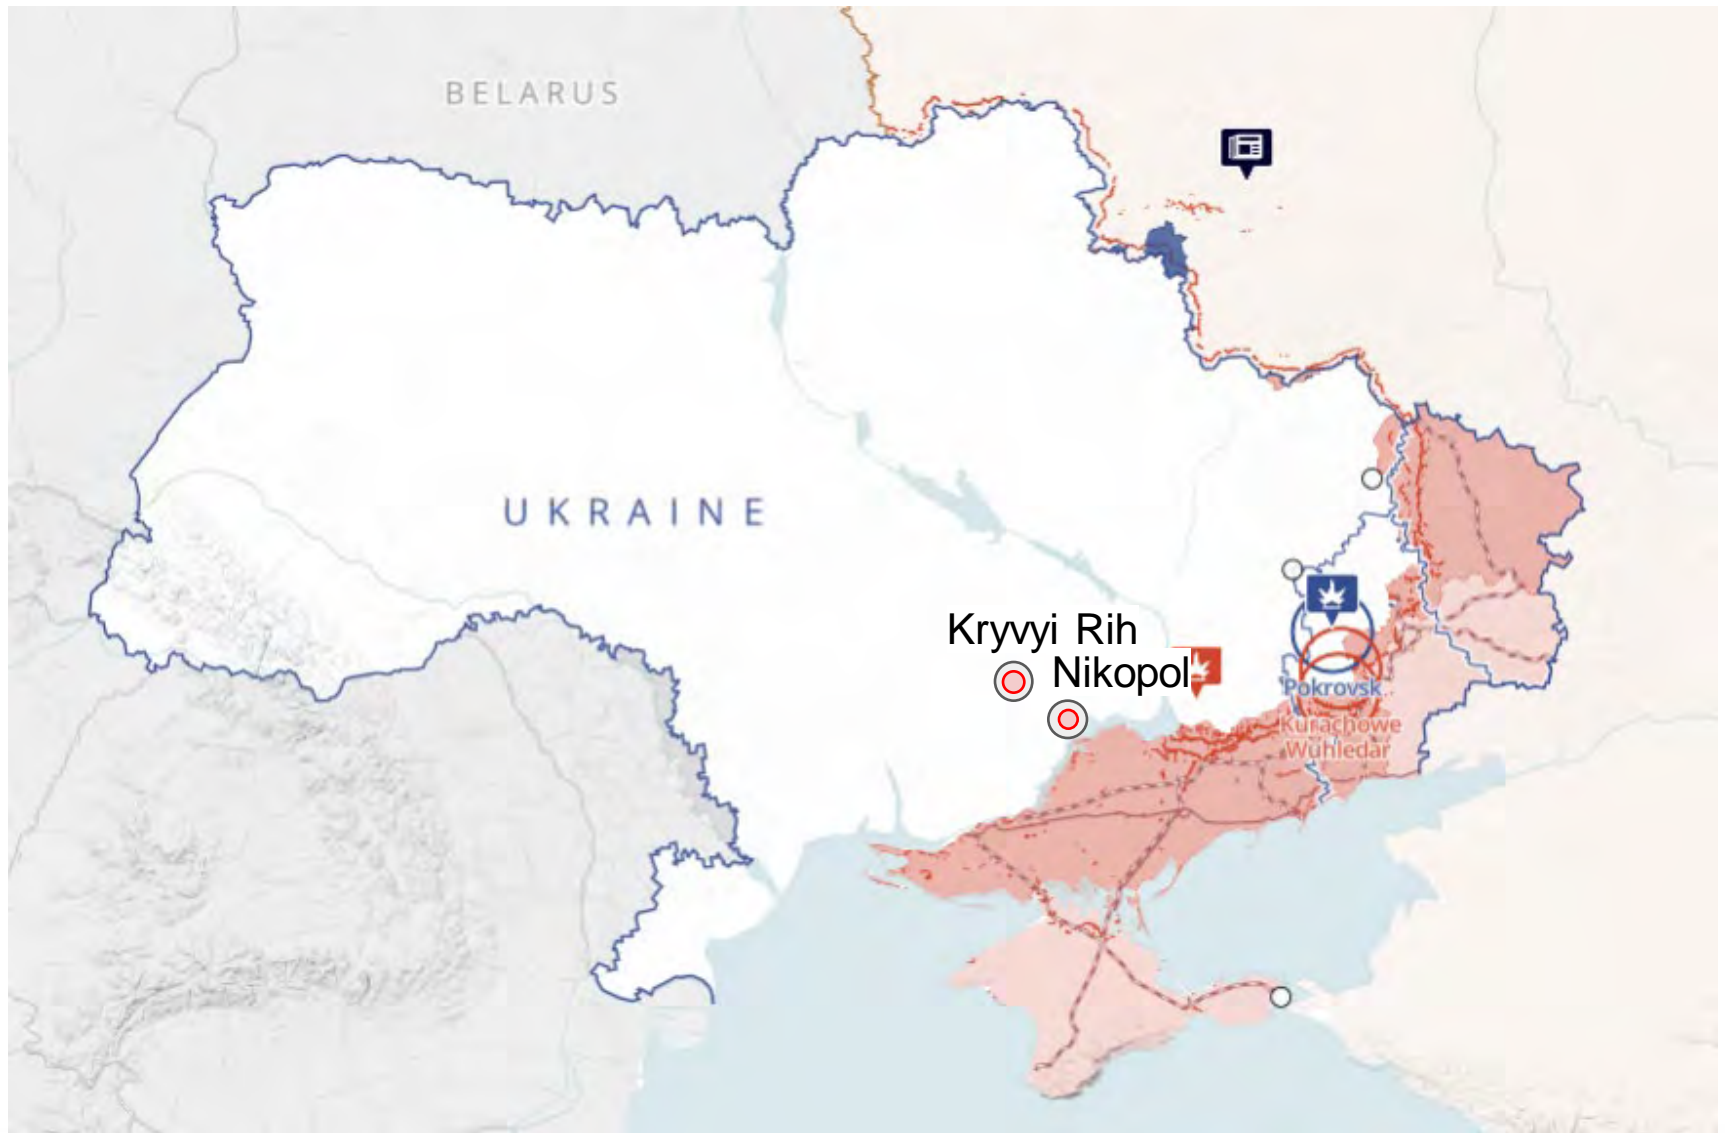 BELARUS
UKRAINE
Kryvyi Rih
Nikopol
Pokrovsk
Kurachowe
Wuhledar